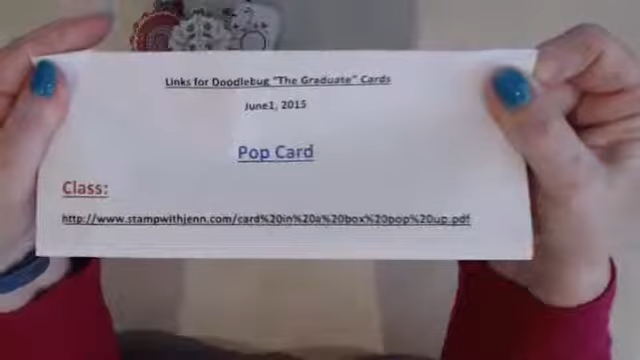 Links for Doodlebug "The Graduate" Cards
June1, 2015
Pop Card
Class:
http://www.stampwithjenn.com/card%20in%20a%20box%20pop%20up.pdf